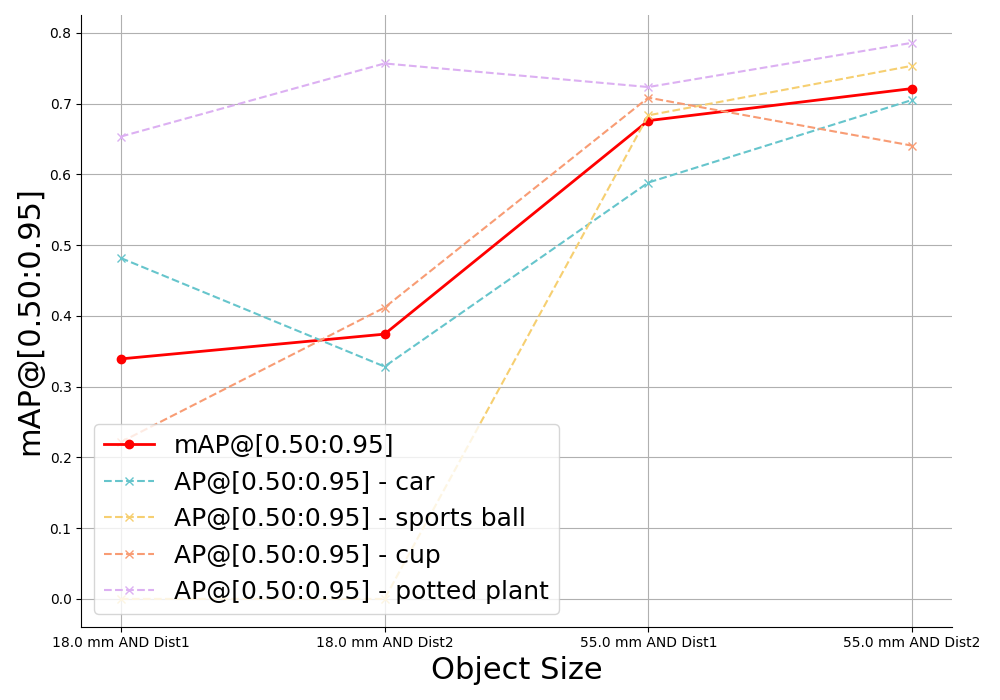 0.8
0.7
0.6
0.5
0.4
0.3
0.2
0.1
0.0
mAP@[0.50:0.95]
mAP@[0.50:0.95]
AP@[0.50:0.95] - car
AP@[0.50:0.95] - sports ball
AP@[0.50:0.95] - cup
AP@[0.50:0.95] - potted plant
18.0 mm AND Dist1
18.0 mm AND Dist2
55.0 mm AND Dist1
55.0 mm AND Dist2
Object Size